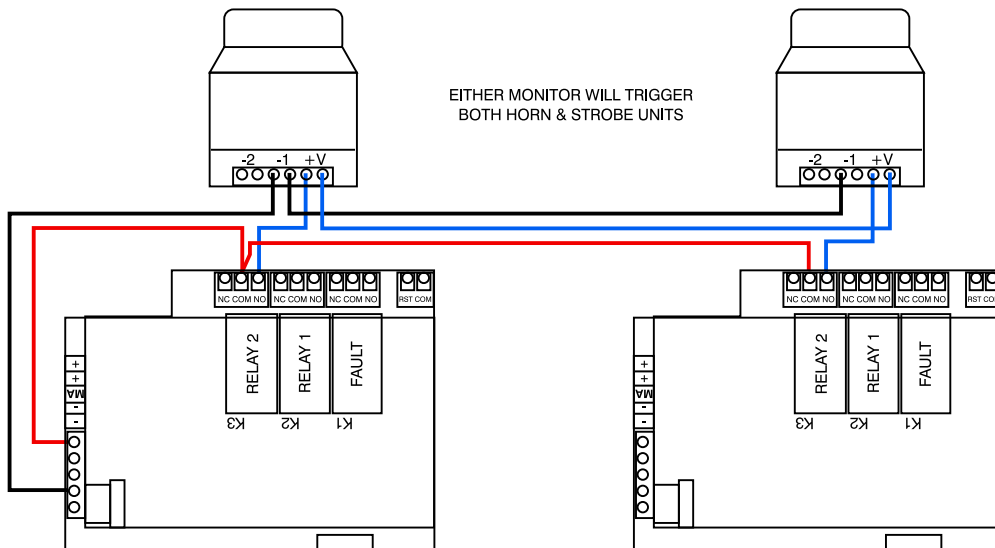 EITHER MONITOR WILL TRIGGER
BOTH HORN & STROBE UNITS
-2 -1 +V
-2 -1 +V
NC COM NO NC COM NO NC COM NO RST COM
RELAY 2
RELAY 1
FAULT
K3
K2
K1
+
+
MA
-
-
NC COM NO NC COM NO NC COM NO RST COM
RELAY 2
RELAY 1
FAULT
K3
K2
K1
+
+
MA
-
-